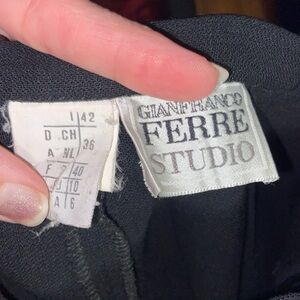 I 42
D CH
A NL 36
F 40
10
A 6
GIANFRANCO
FERRE
STUDIO